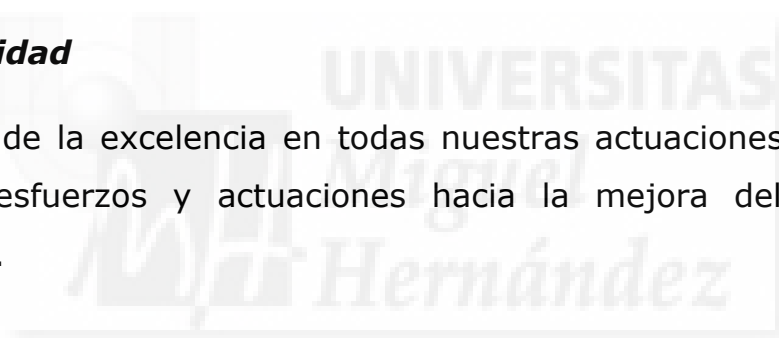 idad
UNIVERSITAS
de la excelencia en todas nuestras actuaciones
Miguel
esfuerzos y actuaciones hacia la mejora del
.
Hernández